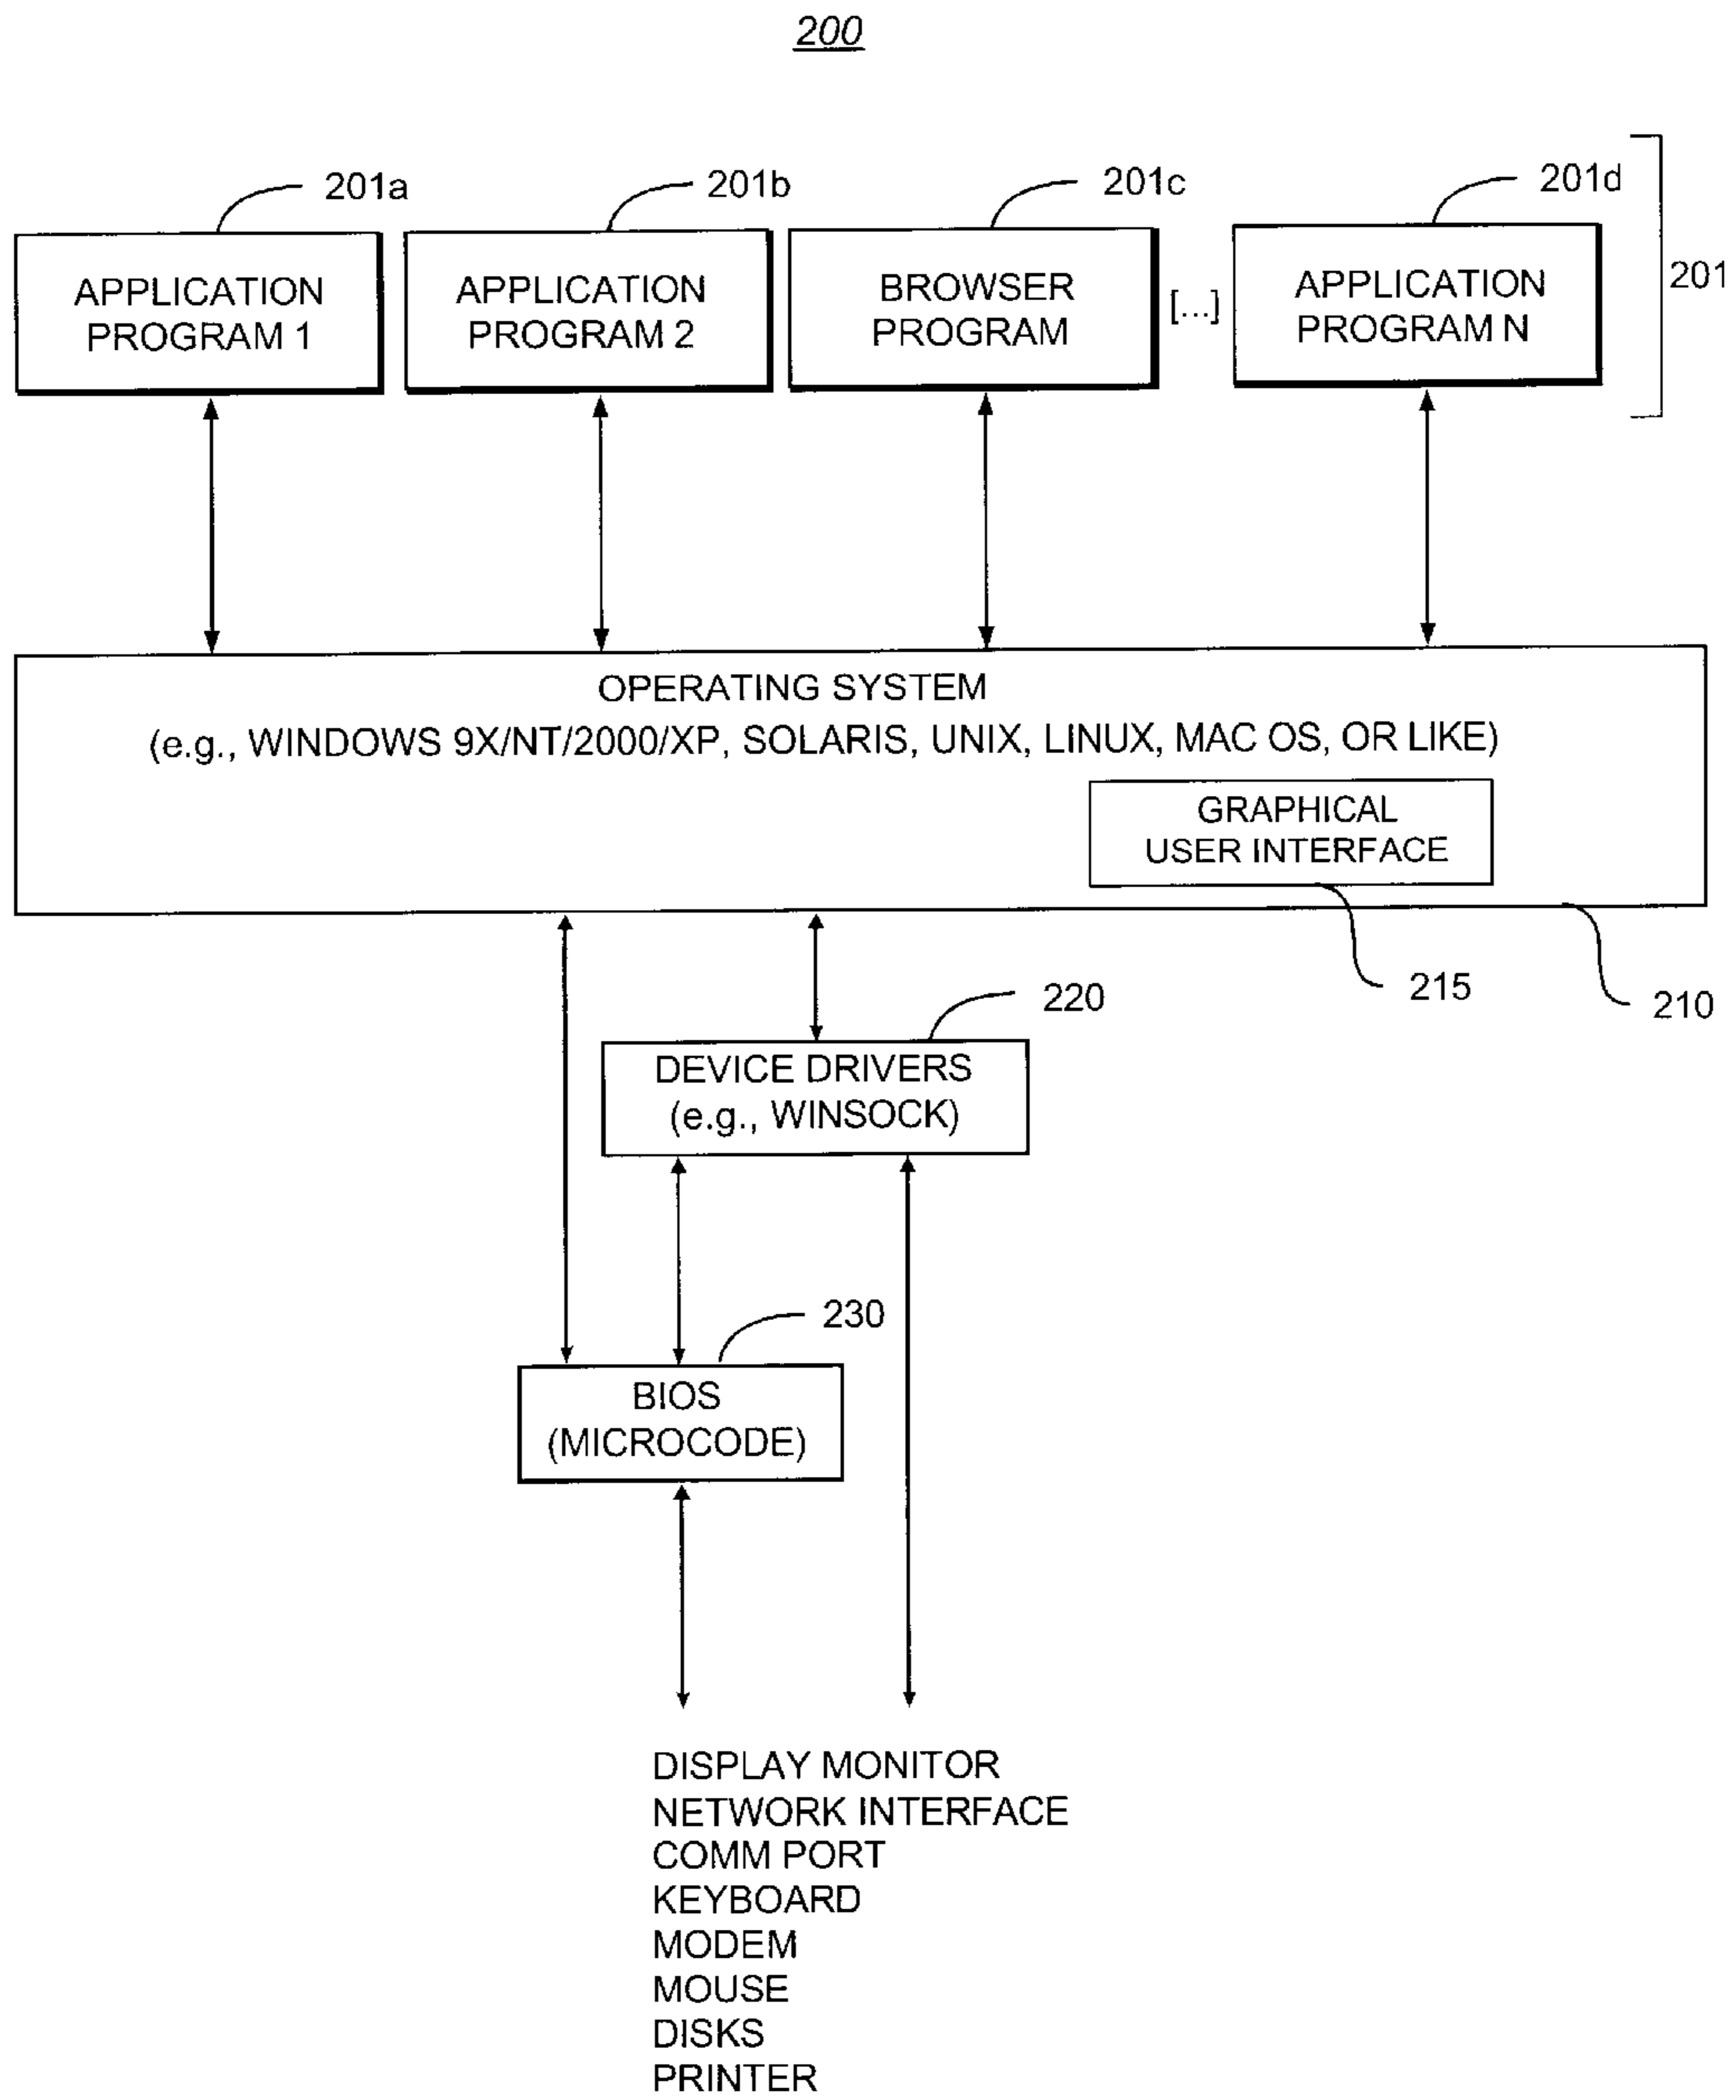 200
201a
201b
201c
201d
201
APPLICATION
PROGRAM 1
APPLICATION
PROGRAM 2
BROWSER
PROGRAM
[...]
APPLICATION
PROGRAM N
OPERATING SYSTEM
(e.g., WINDOWS 9X/NT/2000/XP, SOLARIS, UNIX, LINUX, MAC OS, OR LIKE)
GRAPHICAL
USER INTERFACE
215
210
220
DEVICE DRIVERS
(e.g., WINSOCK)
230
BIOS
(MICROCODE)
DISPLAY MONITOR
NETWORK INTERFACE
COMM PORT
KEYBOARD
MODEM
MOUSE
DISKS
PRINTER